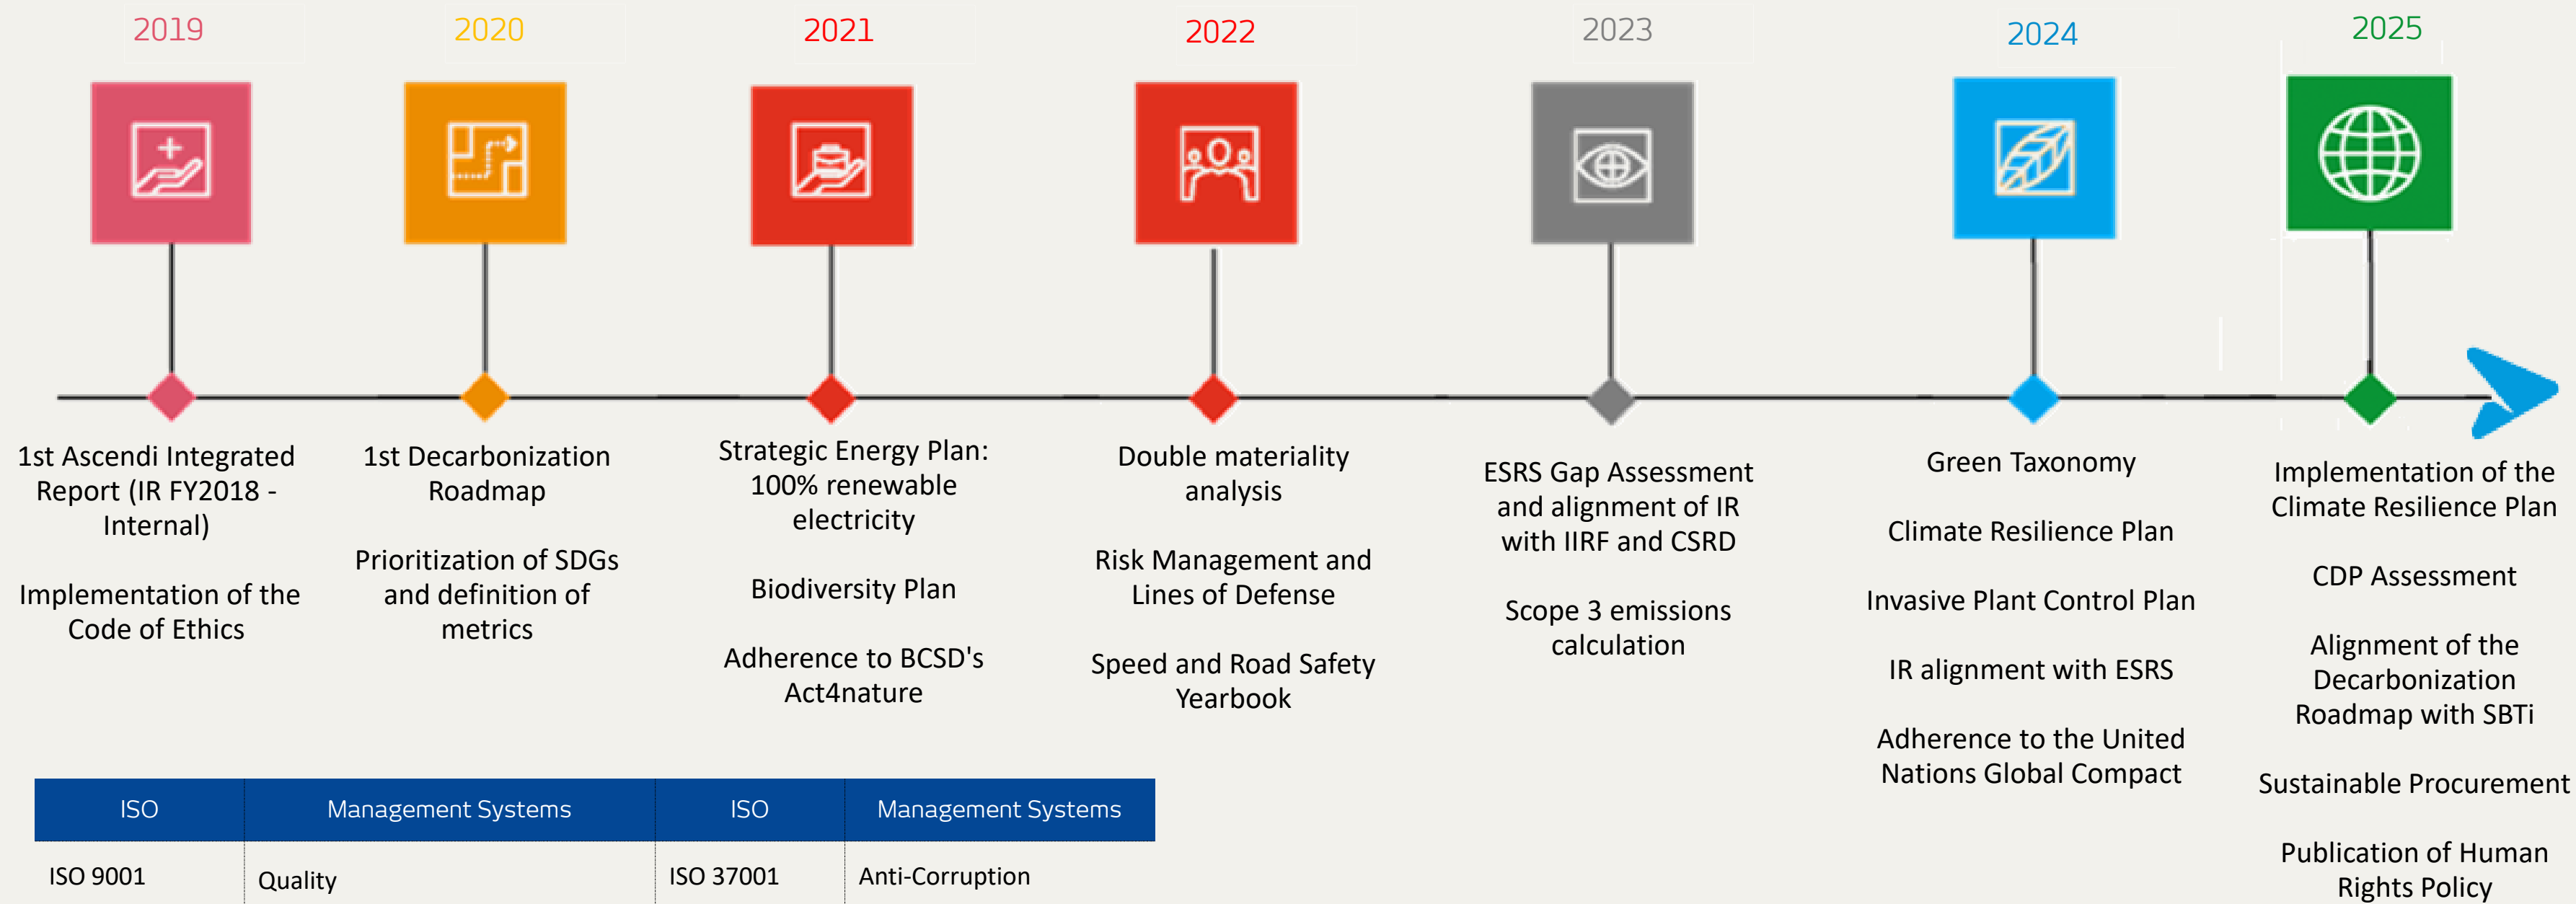 2019
1st Ascendi Integrated
Report (IR FY2018 -
Internal)
Implementation of the
Code of Ethics
2020
1st Decarbonization
Roadmap
Prioritization of SDGs
and definition of
metrics
2021
Strategic Energy Plan:
100% renewable
electricity
Biodiversity Plan
Adherence to BCSD's
Act4nature
2022
Double materiality
analysis
Risk Management and
Lines of Defense
Speed and Road Safety
Yearbook
2023
ESRS Gap Assessment
and alignment of IR
with IIRF and CSRD
Scope 3 emissions
calculation
2024
Green Taxonomy
Climate Resilience Plan
Invasive Plant Control Plan
IR alignment with ESRS
Adherence to the United
Nations Global Compact
2025
Implementation of the
Climate Resilience Plan
CDP Assessment
Alignment of the
Decarbonization
Roadmap with SBTi
Sustainable Procurement
Publication of Human
Rights Policy
ISO Management Systems ISO Management Systems
ISO 9001 Quality ISO 37001 Anti-Corruption